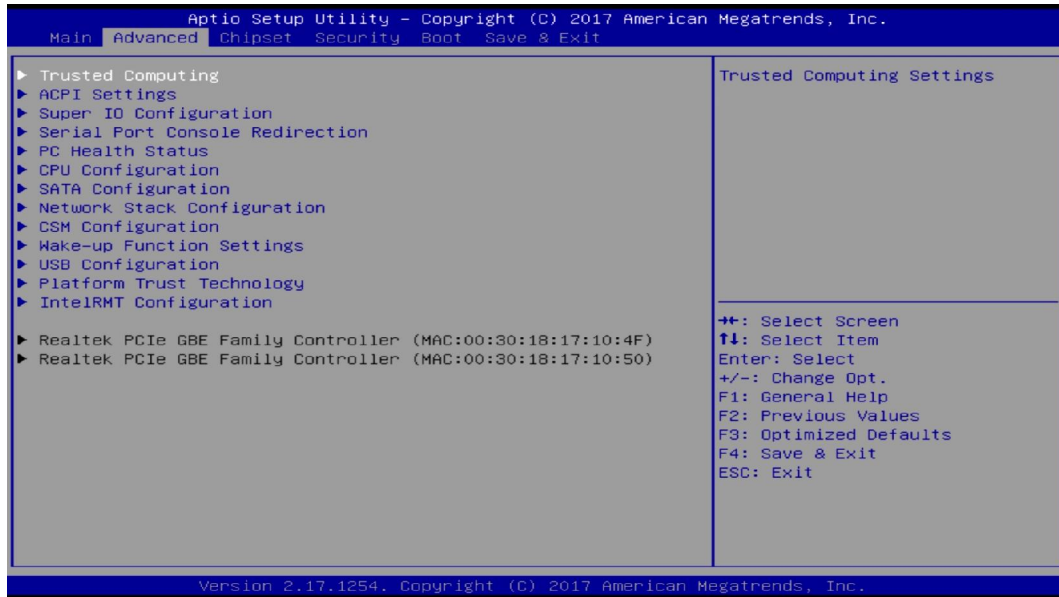 Aptio Setup Utility – Copyright (C) 2017 American Megatrends, Inc.
Main Advanced Chipset Security Boot Save & Exit
▶ Trusted Computing
▶ ACPI Settings
▶ Super IO Configuration
▶ Serial Port Console Redirection
▶ PC Health Status
▶ CPU Configuration
▶ SATA Configuration
▶ Network Stack Configuration
▶ CSM Configuration
▶ Wake-up Function Settings
▶ USB Configuration
▶ Platform Trust Technology
▶ IntelRMT Configuration
▶ Realtek PCIe GBE Family Controller (MAC:00:30:18:17:10:4F)
▶ Realtek PCIe GBE Family Controller (MAC:00:30:18:17:10:50)
Trusted Computing Settings
→←: Select Screen
↑↓: Select Item
Enter: Select
+/-: Change Opt.
F1: General Help
F2: Previous Values
F3: Optimized Defaults
F4: Save & Exit
ESC: Exit
Version 2.17.1254. Copyright (C) 2017 American Megatrends, Inc.